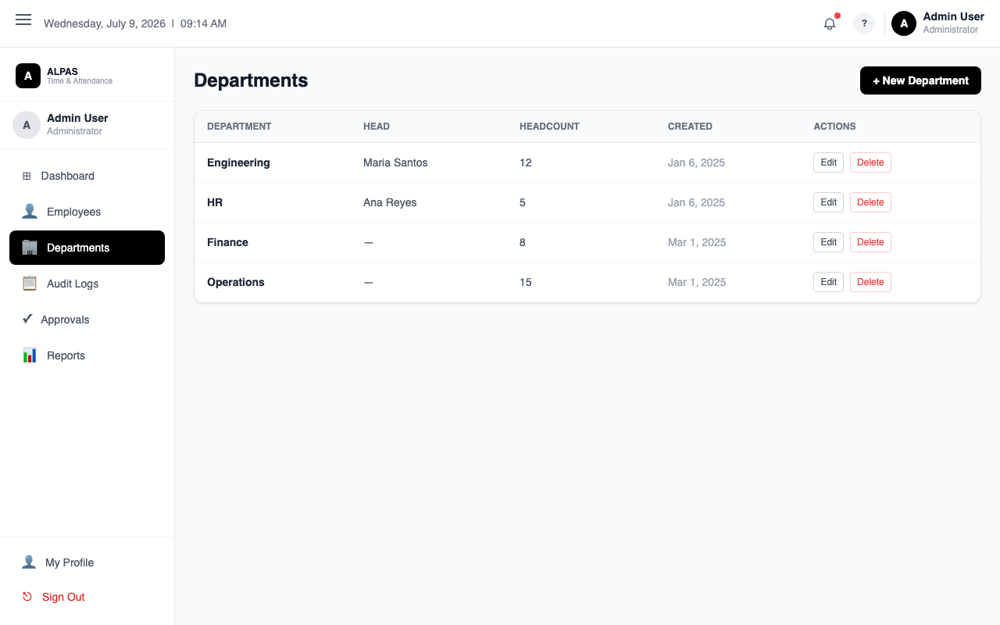 Wednesday, July 9, 2026 | 09:14 AM
?
A
Admin User
Administrator
A
ALPAS
Time & Attendance
A
Admin User
Administrator
Dashboard
Employees
Departments
Audit Logs
Approvals
Reports
My Profile
Sign Out
Departments
+ New Department
DEPARTMENT HEAD HEADCOUNT CREATED ACTIONS
Engineering Maria Santos 12 Jan 6, 2025 Edit Delete
HR Ana Reyes 5 Jan 6, 2025 Edit Delete
Finance — 8 Mar 1, 2025 Edit Delete
Operations — 15 Mar 1, 2025 Edit Delete